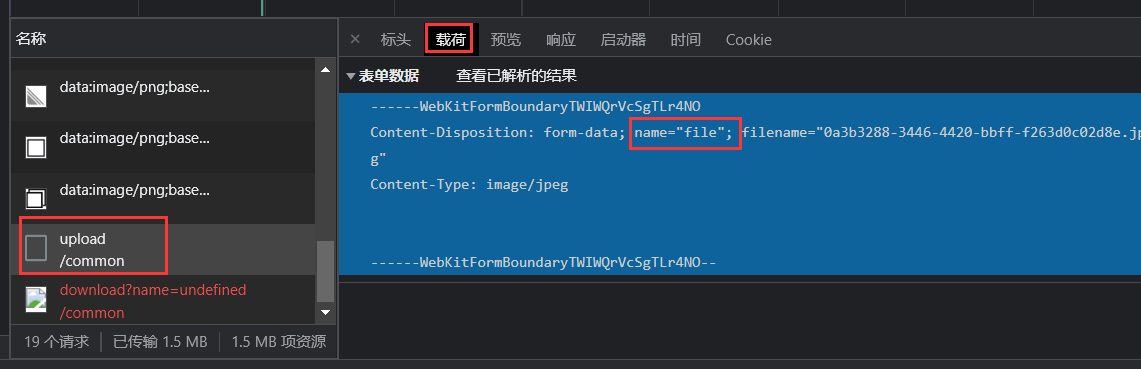 名称
data:image/png;base...
data:image/png;base...
data:image/png;base...
upload
/common
download?name=undefined
/common
19 个请求 已传输 1.5 MB 1.5 MB 项资源
× 标头 载荷 预览 响应 启动器 时间 Cookie
▼表单数据 查看已解析的结果
------WebKitFormBoundaryTWIWQrVcSgTLr4NO
Content-Disposition: form-data; name="file"; filename="0a3b3288-3446-4420-bbff-f263d0c02d8e.jp
g"
Content-Type: image/jpeg
------WebKitFormBoundaryTWIWQrVcSgTLr4NO--